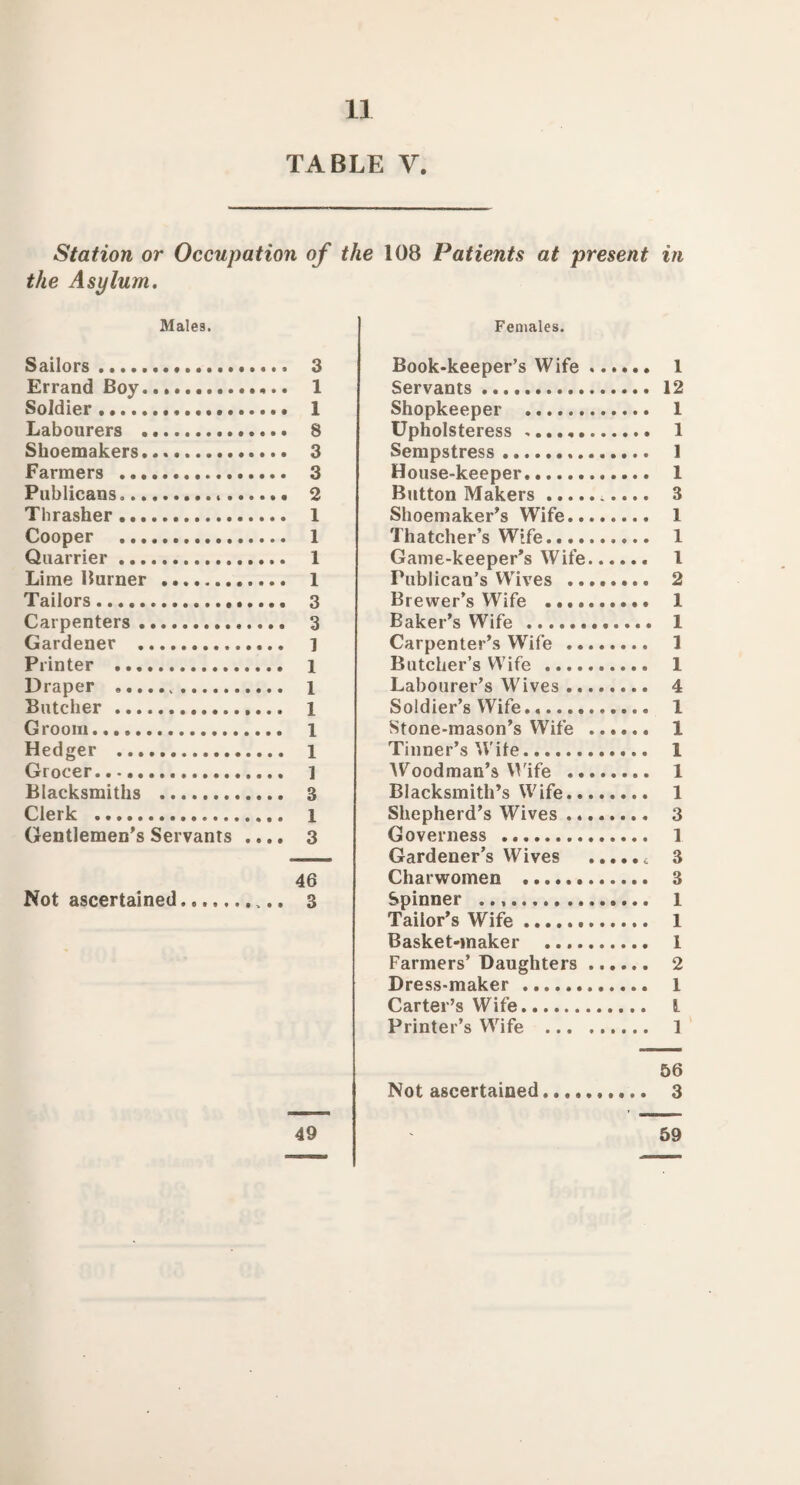 11
TABLE V.
Station or Occupation of the 108 Patients at present in
the Asylum.
Males.
Sailors .................. 3
Errand Boy.............. 1
Soldier .................. 1
Labourers .............. 8
Shoemakers.............. 3
Farmers ................ 3
Publicans................ 2
Thrasher ................ 1
Cooper ................ 1
Quarrier ................ 1
Lime Burner ............ 1
Tailors .................. 3
Carpenters .............. 3
Gardener .............. 1
Printer ................ 1
Draper ................ 1
Butcher ................ 1
Groom.................. 1
Hedger ................ 1
Grocer.................. 1
Blacksmiths ............ 3
Clerk .................. 1
Gentlemen's Servants .... 3
46
Not ascertained........... 3
49
Females.
Book-keeper's Wife ...... 1
Servants ................ 12
Shopkeeper ............ 1
Upholsteress ............ 1
Sempstress .............. 1
House-keeper............ 1
Button Makers .......... 3
Shoemaker's Wife........ 1
Thatcher's Wife.......... 1
Game-keeper's Wife...... 1
Publican's Wives ........ 2
Brewer's Wife .......... 1
Baker's Wife ............ 1
Carpenter's Wife ........ 1
Butcher's Wife .......... 1
Labourer's Wives ........ 4
Soldier's Wife............ 1
Stone-mason's Wife ...... 1
Tinner's Wife............ 1
Woodman's Wife ........ 1
Blacksmith's Wife........ 1
Shepherd's Wives ........ 3
Governess .............. 1
Gardener's Wives ...... 3
Charwomen ............ 3
Spinner ................ 1
Tailor's Wife ............ 1
Basket-maker .......... 1
Farmers' Daughters ...... 2
Dress-maker ............ 1
Carter's Wife............ 1
Printer's Wife ... ...... 1
56
Not ascertained.......... 3
59